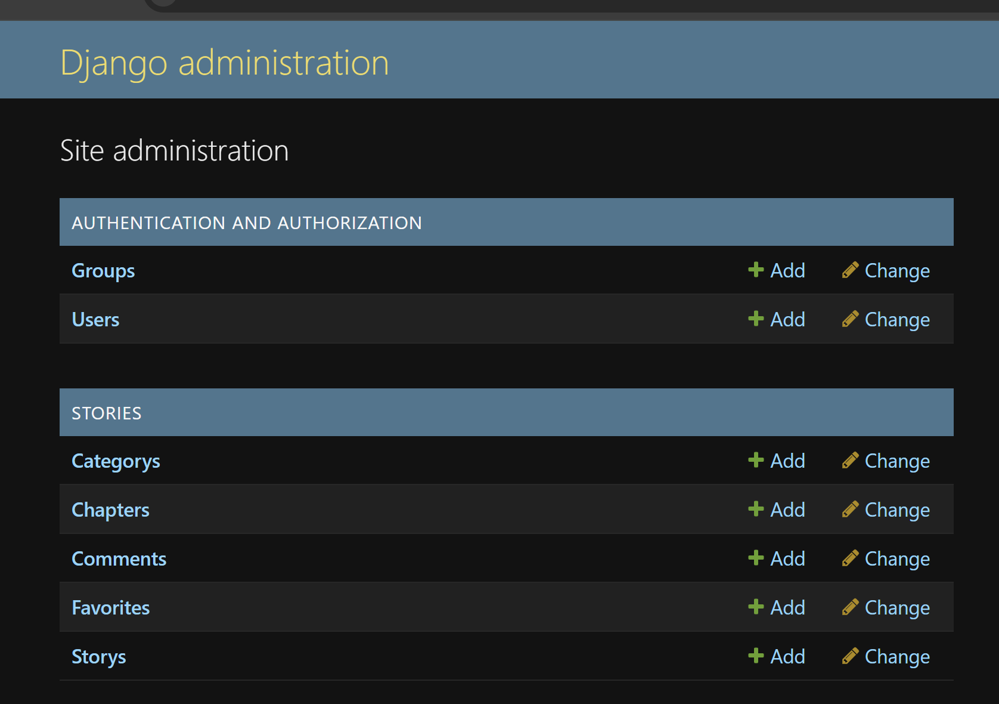 Django administration
Site administration
AUTHENTICATION AND AUTHORIZATION
Groups Add Change
Users Add Change
STORIES
Categorys Add Change
Chapters Add Change
Comments Add Change
Favorites Add Change
Storys Add Change